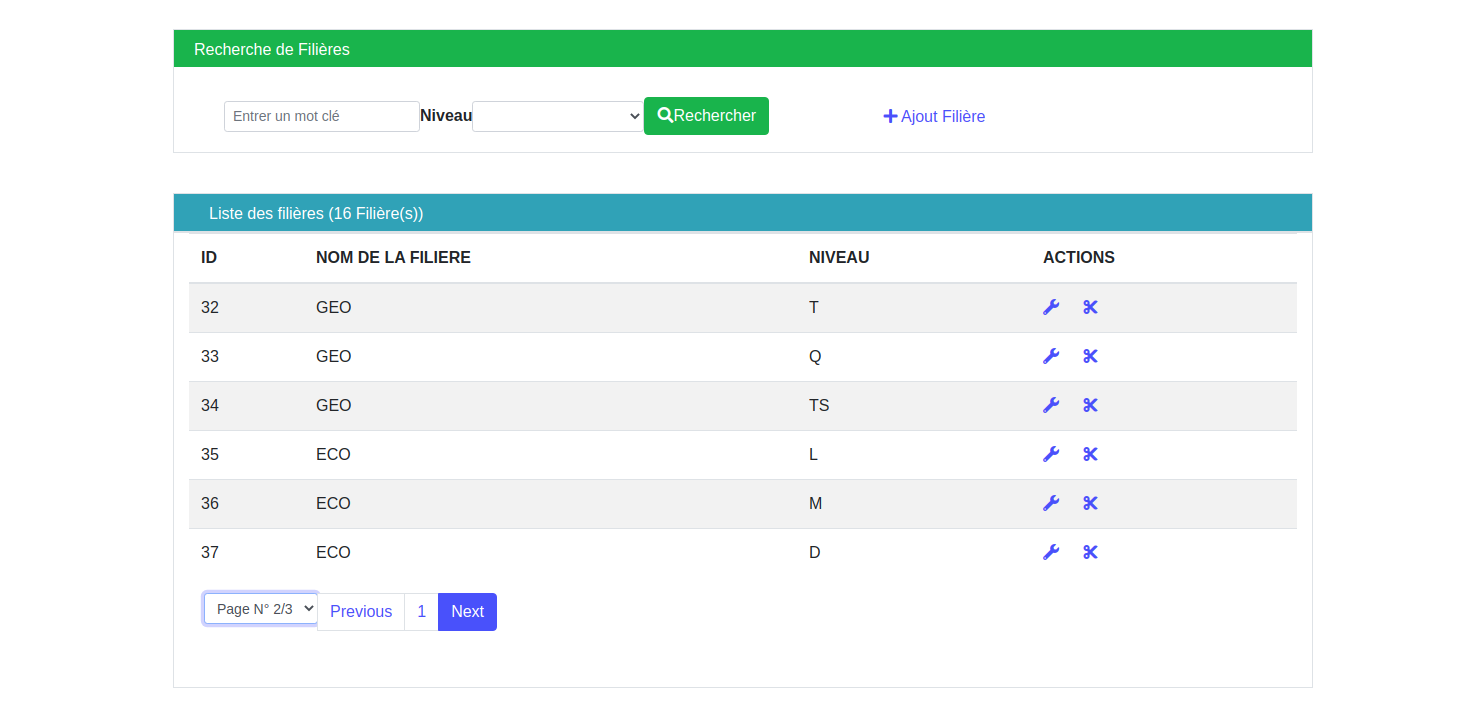 Recherche de Filières
Entrer un mot clé Niveau Rechercher Ajout Filière
Liste des filières (16 Filière(s))
ID NOM DE LA FILIERE NIVEAU ACTIONS
32 GEO T
33 GEO Q
34 GEO TS
35 ECO L
36 ECO M
37 ECO D
Page N° 2/3 Previous 1 Next